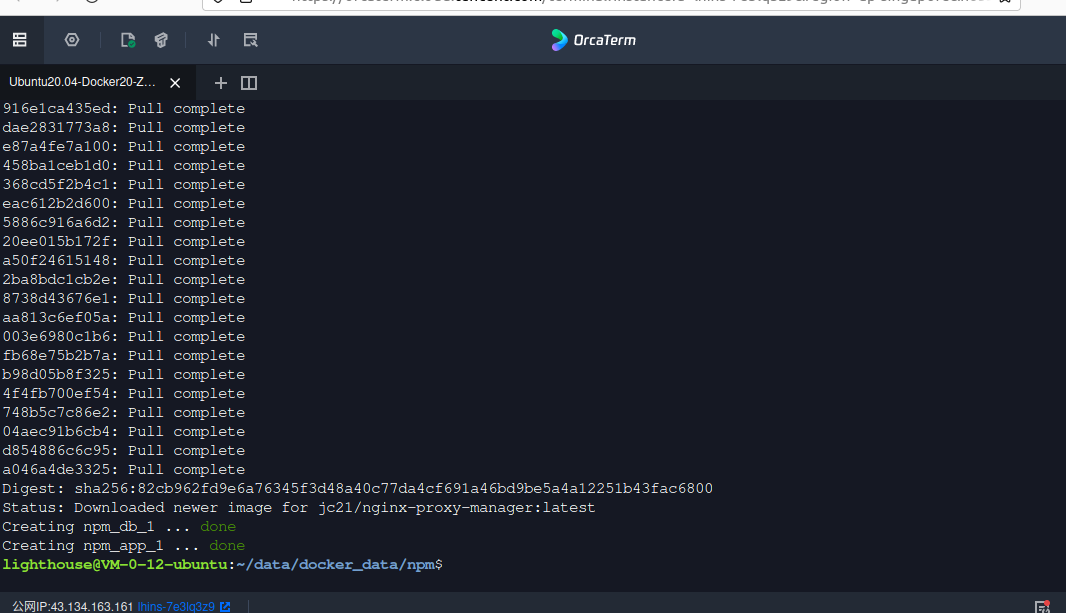 OrcaTerm
Ubuntu20.04-Docker20-Z...
916e1ca435ed: Pull complete
dae2831773a8: Pull complete
e87a4fe7a100: Pull complete
458ba1ceb1d0: Pull complete
368cd5f2b4c1: Pull complete
eac612b2d600: Pull complete
5886c916a6d2: Pull complete
20ee015b172f: Pull complete
a50f24615148: Pull complete
2ba8bdc1cb2e: Pull complete
8738d43676e1: Pull complete
aa813c6ef05a: Pull complete
003e6980c1b6: Pull complete
fb68e75b2b7a: Pull complete
b98d05b8f325: Pull complete
4f4fb700ef54: Pull complete
748b5c7c86e2: Pull complete
04aec91b6cb4: Pull complete
d854886c6c95: Pull complete
a046a4de3325: Pull complete
Digest: sha256:82cb962fd9e6a76345f3d48a40c77da4cf691a46bd9be5a4a12251b43fac6800
Status: Downloaded newer image for jc21/nginx-proxy-manager:latest
Creating npm_db_1 ... done
Creating npm_app_1 ... done
lighthouse@VM-0-12-ubuntu:~/data/docker_data/npm$
公网IP:43.134.163.161 lhins-7e3lq3z9